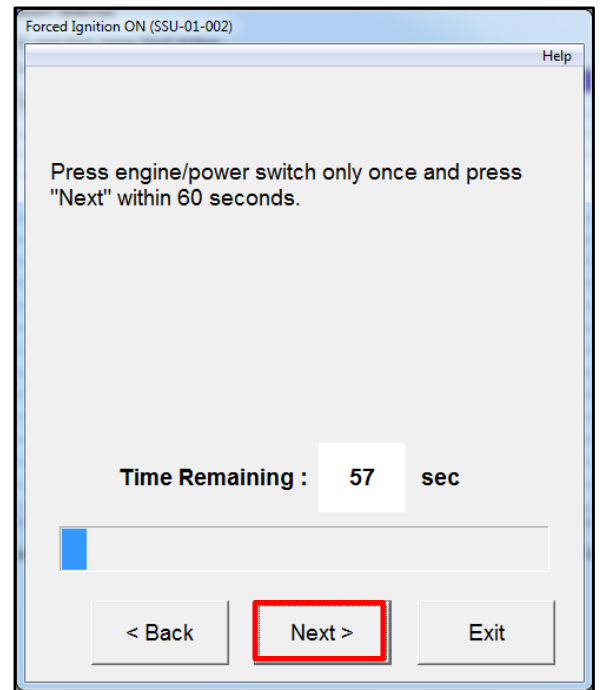 Forced Ignition ON (SSU-01-002)
Help
Press engine/power switch only once and press
"Next" within 60 seconds.
Time Remaining : 57 sec
< Back Next > Exit